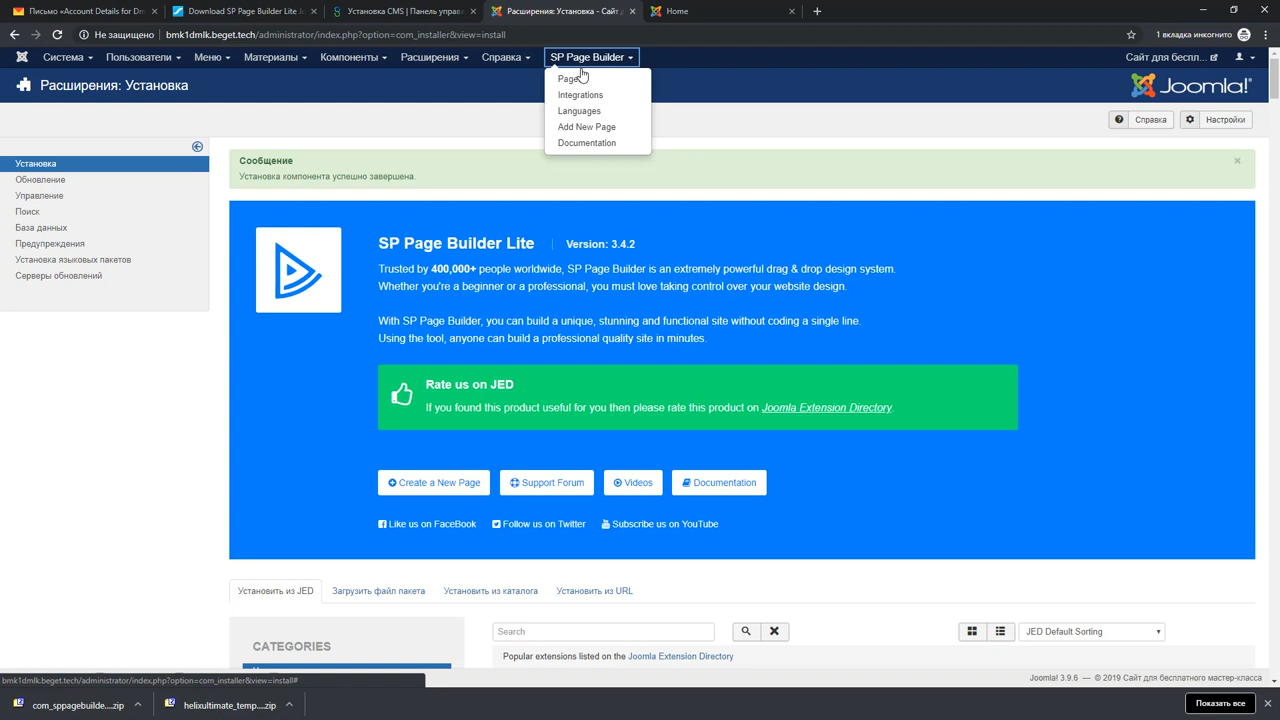 Письмо «Account Details for Dm
Download SP Page Builder Lite Jo
Установка CMS | Панель управ
Расширения: Установка - Сайт д
Home
Не защищено
bmk1dmlk.beget.tech/administrator/index.php?option=com_installer&view=install
1 вкладка инкогнито
Система
Пользователи
Меню
Материалы
Компоненты
Расширения
Справка
SP Page Builder
Сайт для беспл...
Расширения: Установка
Joomla!®
Pages
Integrations
Languages
Add New Page
Documentation
Справка
Настройки
Установка
Обновление
Управление
Поиск
База данных
Предупреждения
Установка языковых пакетов
Серверы обновлений
Сообщение
Установка компонента успешно завершена.
SP Page Builder Lite
Version: 3.4.2
Trusted by 400,000+ people worldwide, SP Page Builder is an extremely powerful drag & drop design system.
Whether you're a beginner or a professional, you must love taking control over your website design.
With SP Page Builder, you can build a unique, stunning and functional site without coding a single line.
Using the tool, anyone can build a professional quality site in minutes.
Rate us on JED
If you found this product useful for you then please rate this product on Joomla Extension Directory.
Create a New Page
Support Forum
Videos
Documentation
Like us on FaceBook
Follow us on Twitter
Subscribe us on YouTube
Установить из JED
Загрузить файл пакета
Установить из каталога
Установить из URL
CATEGORIES
Search
JED Default Sorting
Popular extensions listed on the Joomla Extension Directory
bmk1dmlk.beget.tech/administrator/index.php?option=com_installer&view=install#
Joomla! 3.9.6 — © 2019 Сайт для бесплатного мастер-класса
com_sppagebuilde....zip
helixultimate_temp....zip
Показать все